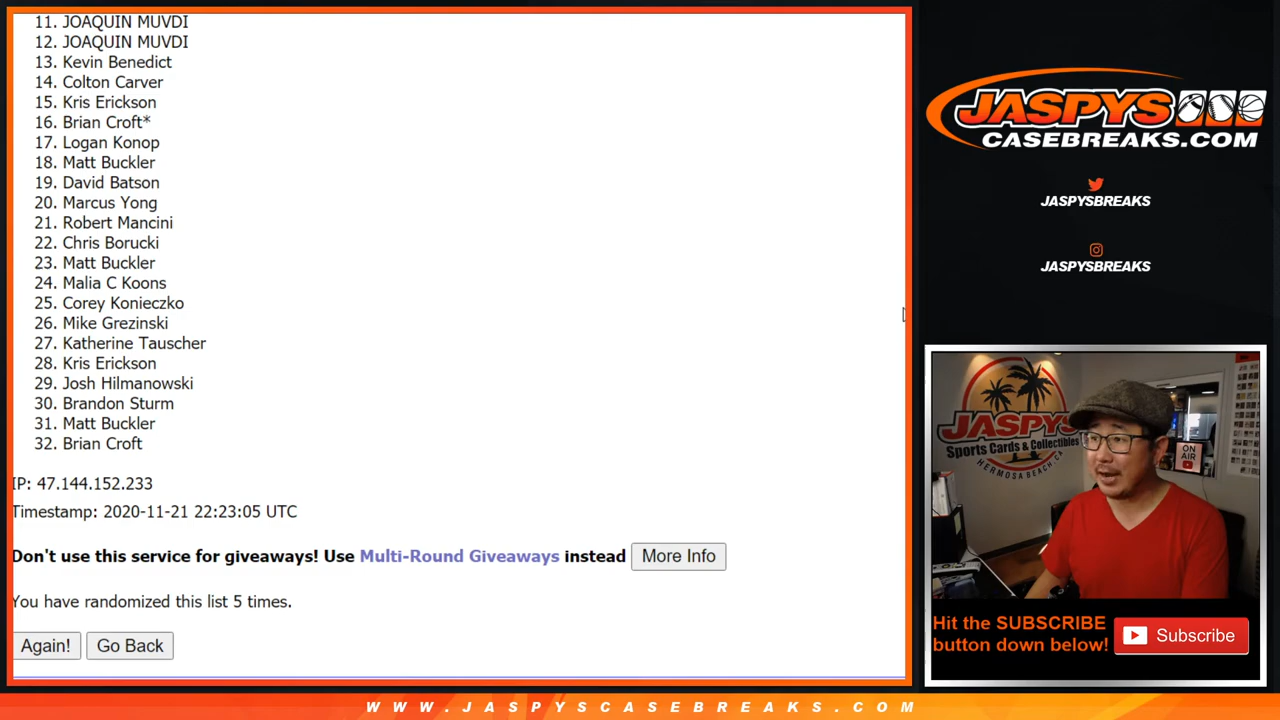 11. JOAQUIN MUVDI
12. JOAQUIN MUVDI
13. Kevin Benedict
14. Colton Carver
15. Kris Erickson
16. Brian Croft*
17. Logan Konop
18. Matt Buckler
19. David Batson
20. Marcus Yong
21. Robert Mancini
22. Chris Borucki
23. Matt Buckler
24. Malia C Koons
25. Corey Konieczko
26. Mike Grezinski
27. Katherine Tauscher
28. Kris Erickson
29. Josh Hilmanowski
30. Brandon Sturm
31. Matt Buckler
32. Brian Croft
IP: 47.144.152.233
Timestamp: 2020-11-21 22:23:05 UTC
Don't use this service for giveaways! Use Multi-Round Giveaways instead More Info
You have randomized this list 5 times.
Again! Go Back
JASPYS
CASEBREAKS.COM
JASPYSBREAKS
JASPYSBREAKS
JASPYS
Sports Cards & Collectibles
HERMOSA BEACH, CA
ON
AIR
Hit the SUBSCRIBE
button down below!
Subscribe
WWW.JASPYSCASEBREAKS.COM